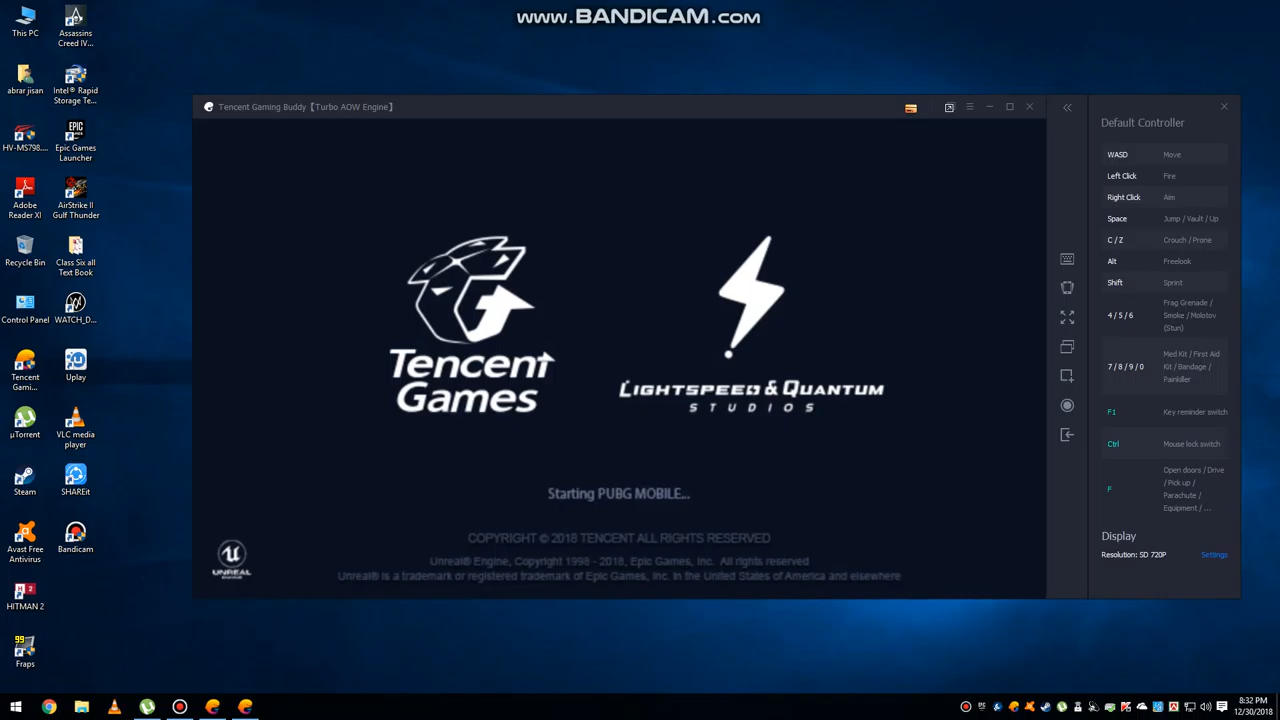 www.BANDICAM.com
This PC
Assassins
Creed IV...
abrar jisan
Intel® Rapid
Storage Te...
HV-MS798....
Epic Games
Launcher
Adobe
Reader XI
AirStrike II
Gulf Thunder
Recycle Bin
Class Six all
Text Book
Control Panel
WATCH_D...
Tencent
Gami...
Uplay
µTorrent
VLC media
player
Steam
SHAREit
Avast Free
Antivirus
Bandicam
HITMAN 2
99
Fraps
Tencent Gaming Buddy【Turbo AOW Engine】
Tencent
Games
LIGHTSPEED & QUANTUM
STUDIOS
Starting PUBG MOBILE...
COPYRIGHT © 2018 TENCENT ALL RIGHTS RESERVED
Unreal® Engine, Copyright 1998 - 2018, Epic Games, Inc. All rights reserved
Unreal® is a trademark or registered trademark of Epic Games, Inc. in the United States of America and elsewhere
UNREAL
Default Controller
WASD Move
Left Click Fire
Right Click Aim
Space Jump / Vault / Up
C / Z Crouch / Prone
Alt Freelook
Shift Sprint
4 / 5 / 6 Frag Grenade /
Smoke / Molotov
(Stun)
7 / 8 / 9 / 0 Med Kit / First Aid
Kit / Bandage /
Painkiller
F1 Key reminder switch
Ctrl Mouse lock switch
F Open doors / Drive
/ Pick up /
Parachute /
Equipment / ...
Display
Resolution: SD 720P Settings
8:32 PM
12/30/2018